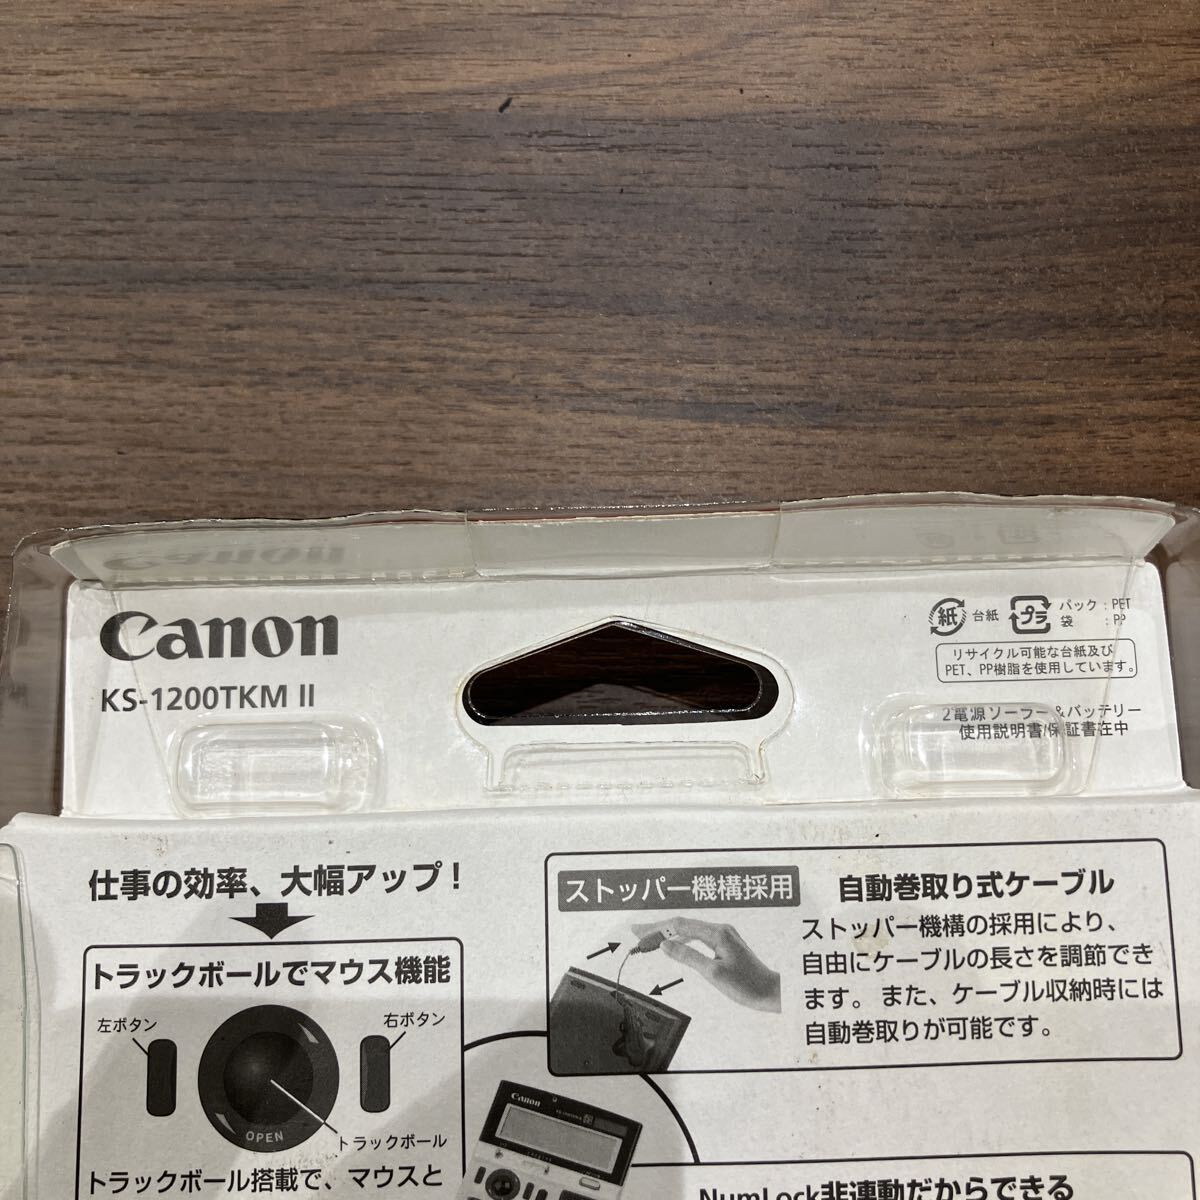 Canon
KS-1200TKM II
紙 台紙 プラ パック : PET
袋 : PP
リサイクル可能な台紙及び
PET、PP樹脂を使用しています。
2電源ソーラー&バッテリー
使用説明書/保証書在中
仕事の効率、大幅アップ！
トラックボールでマウス機能
左ボタン
右ボタン
OPEN
トラックボール
トラックボール搭載で、マウスと
ストッパー機構採用
自動巻取り式ケーブル
ストッパー機構の採用により、
自由にケーブルの長さを調節でき
ます。また、ケーブル収納時には
自動巻取りが可能です。
Canon
NumLock非連動だからできる